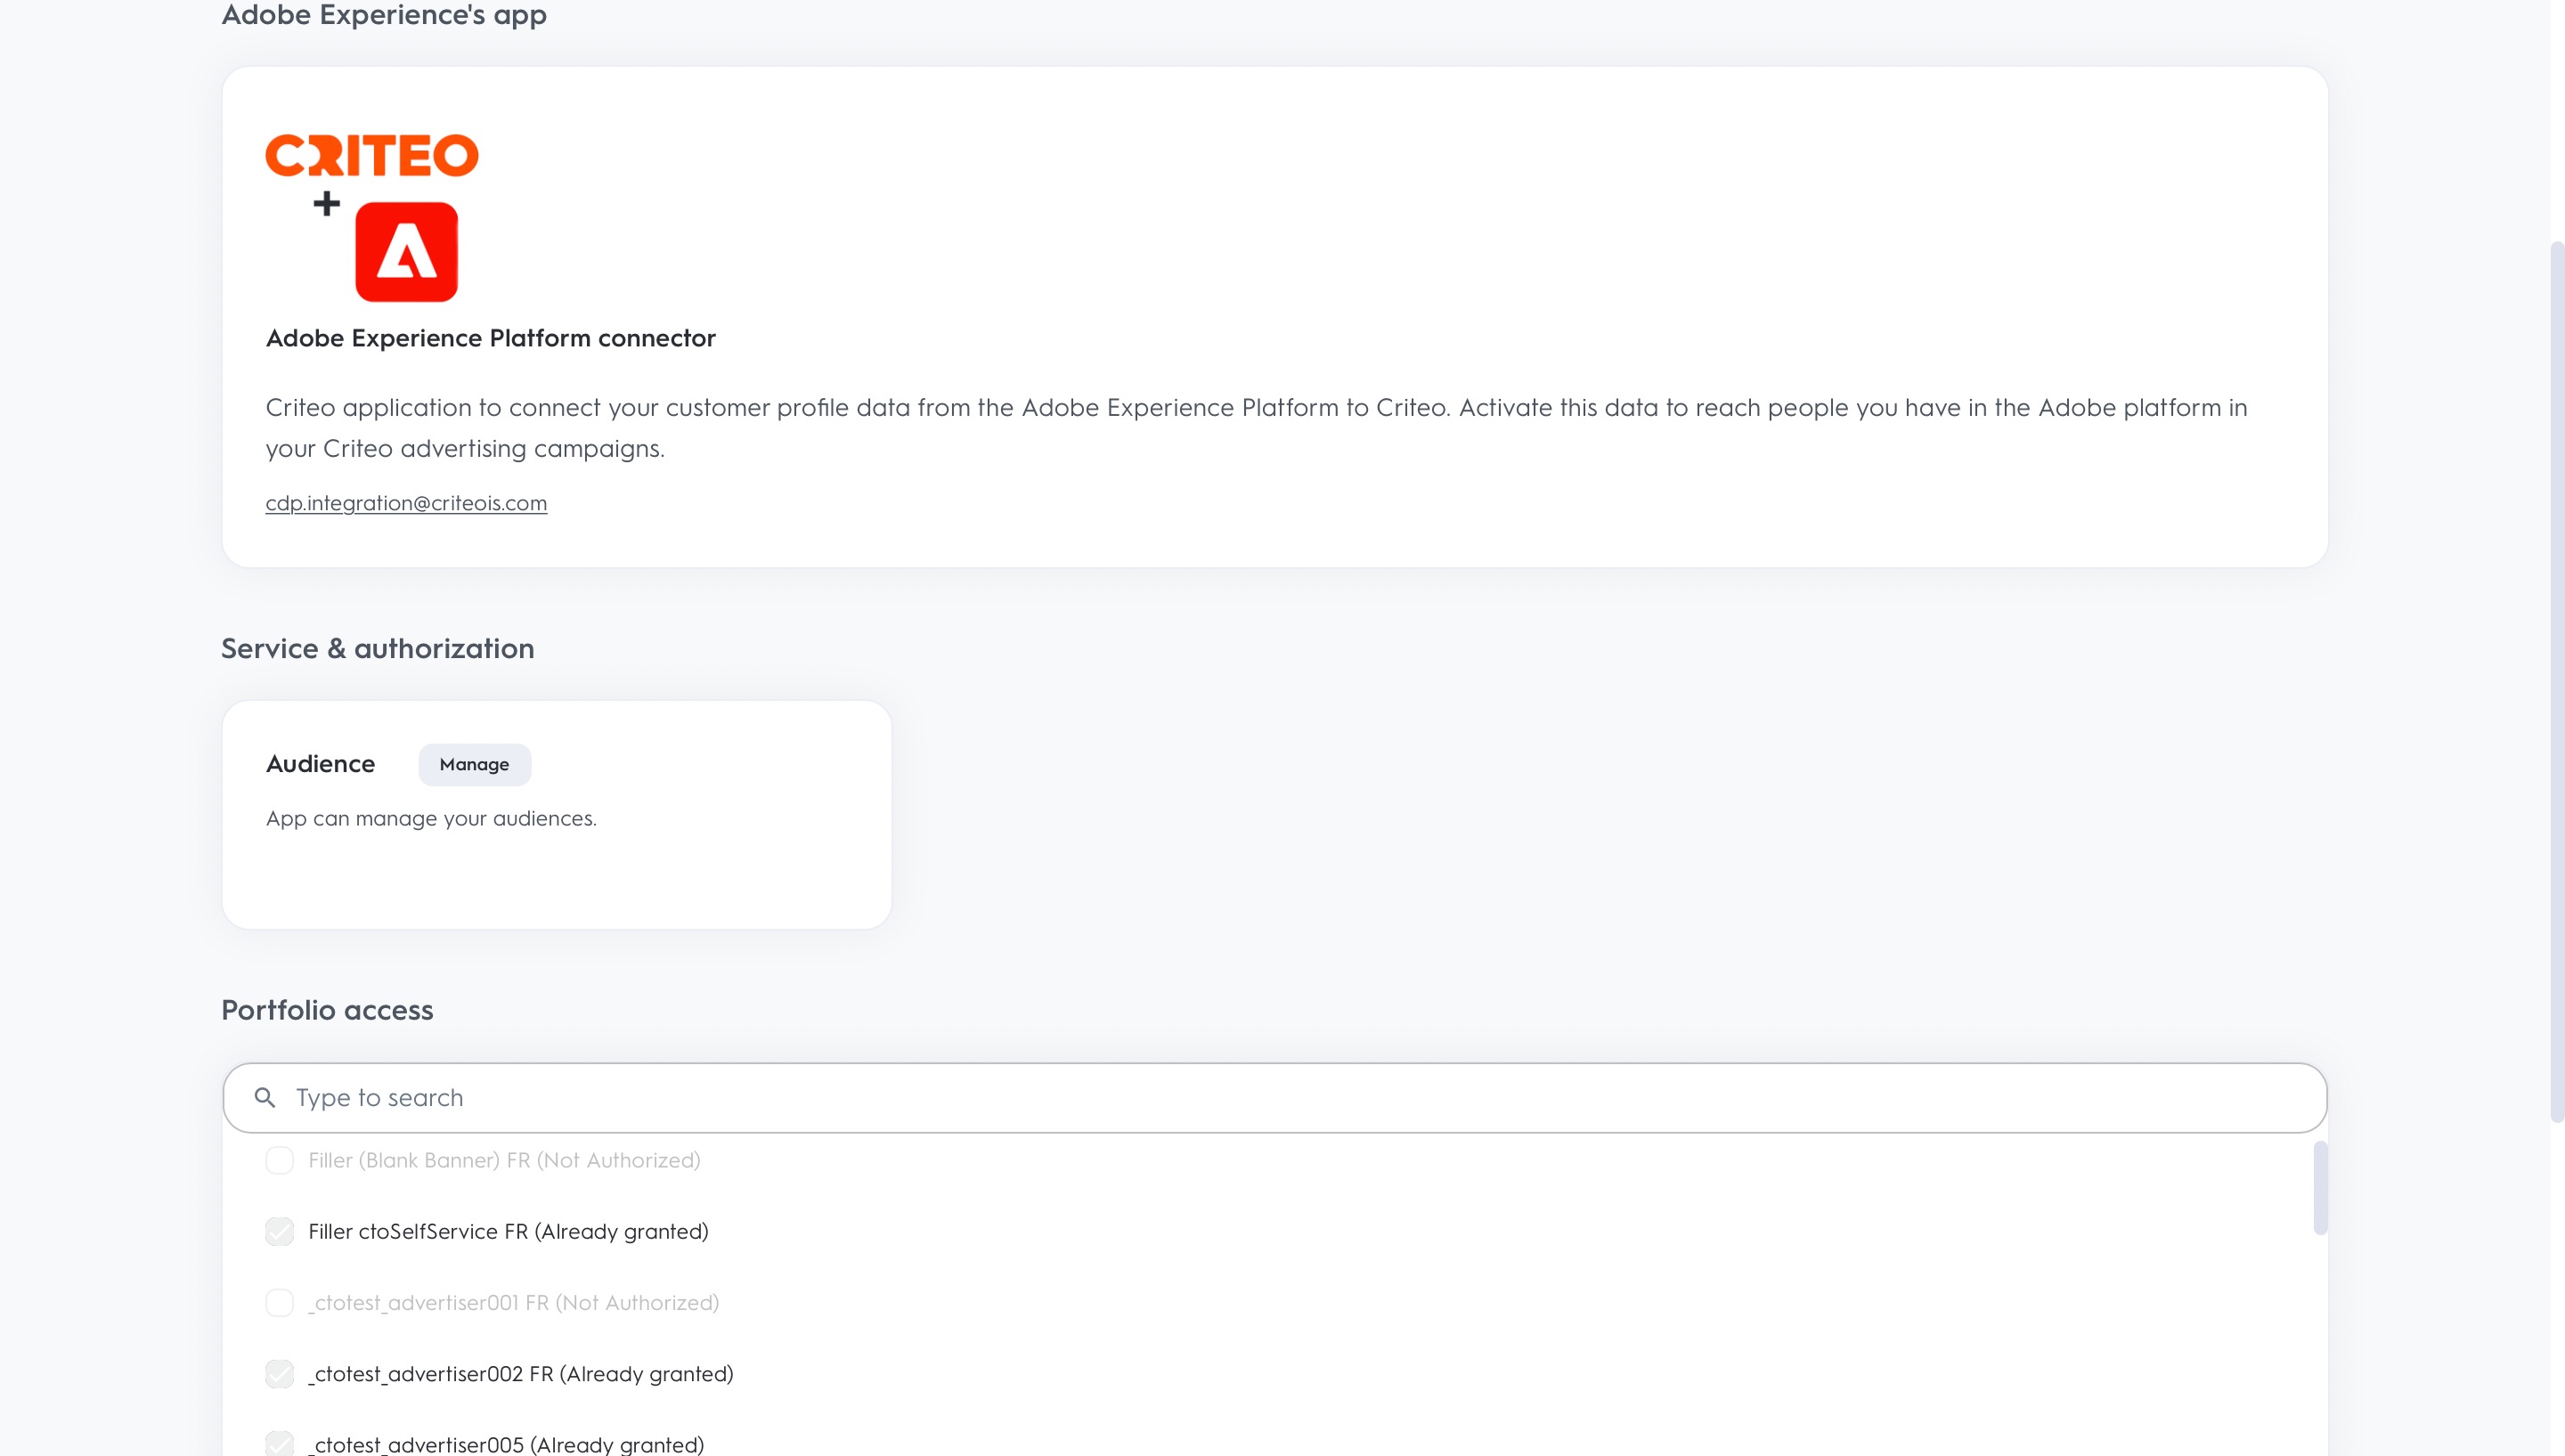 Adobe Experience's app
CRITEO
+
Adobe Experience Platform connector
Criteo application to connect your customer profile data from the Adobe Experience Platform to Criteo. Activate this data to reach people you have in the Adobe platform in
your Criteo advertising campaigns.
cdp.integration@criteois.com
Service & authorization
Audience Manage
App can manage your audiences.
Portfolio access
Type to search
Filler (Blank Banner) FR (Not Authorized)
Filler ctoSelfService FR (Already granted)
_ctotest_advertiser001 FR (Not Authorized)
_ctotest_advertiser002 FR (Already granted)
_ctotest_advertiser005 (Already granted)